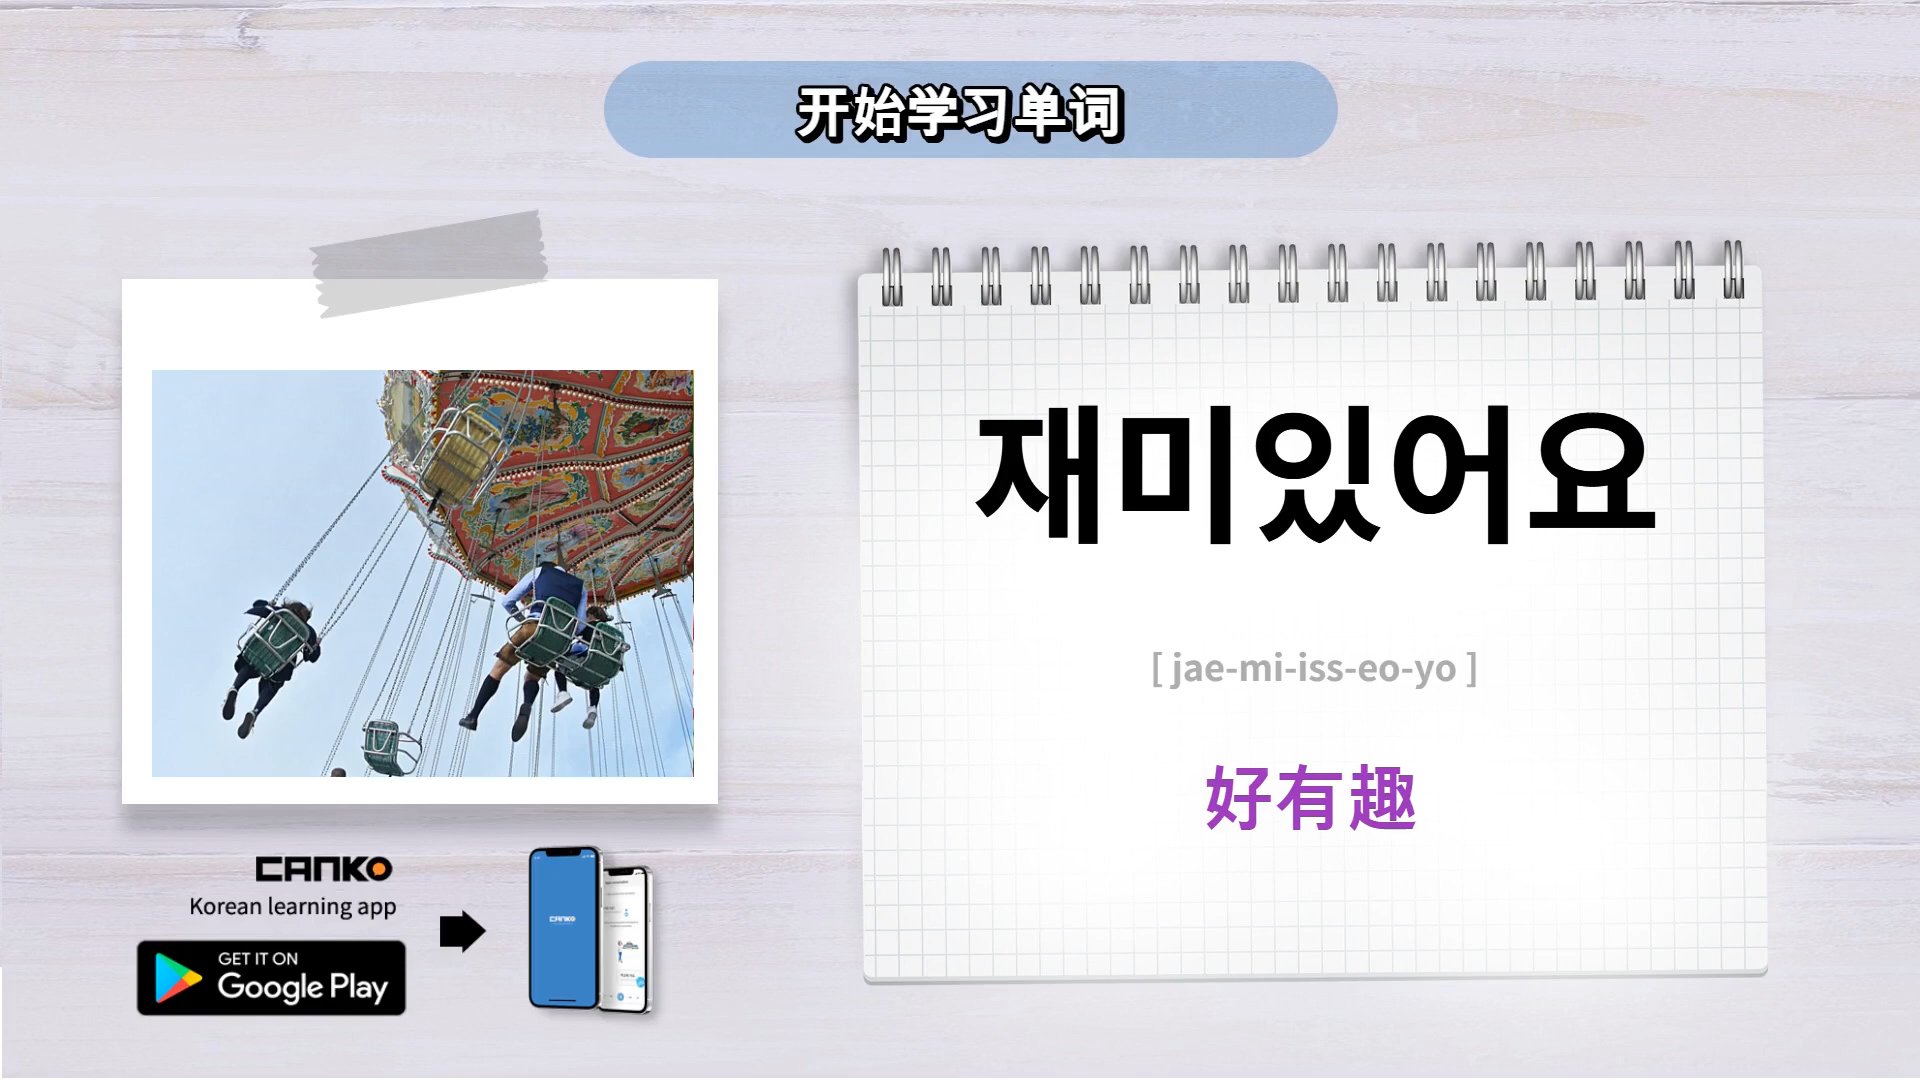 开始学习单词
재미있어요
[ jae-mi-iss-eo-yo ]
好有趣
CANKO
Korean learning app
GET IT ON
Google Play
CANKO